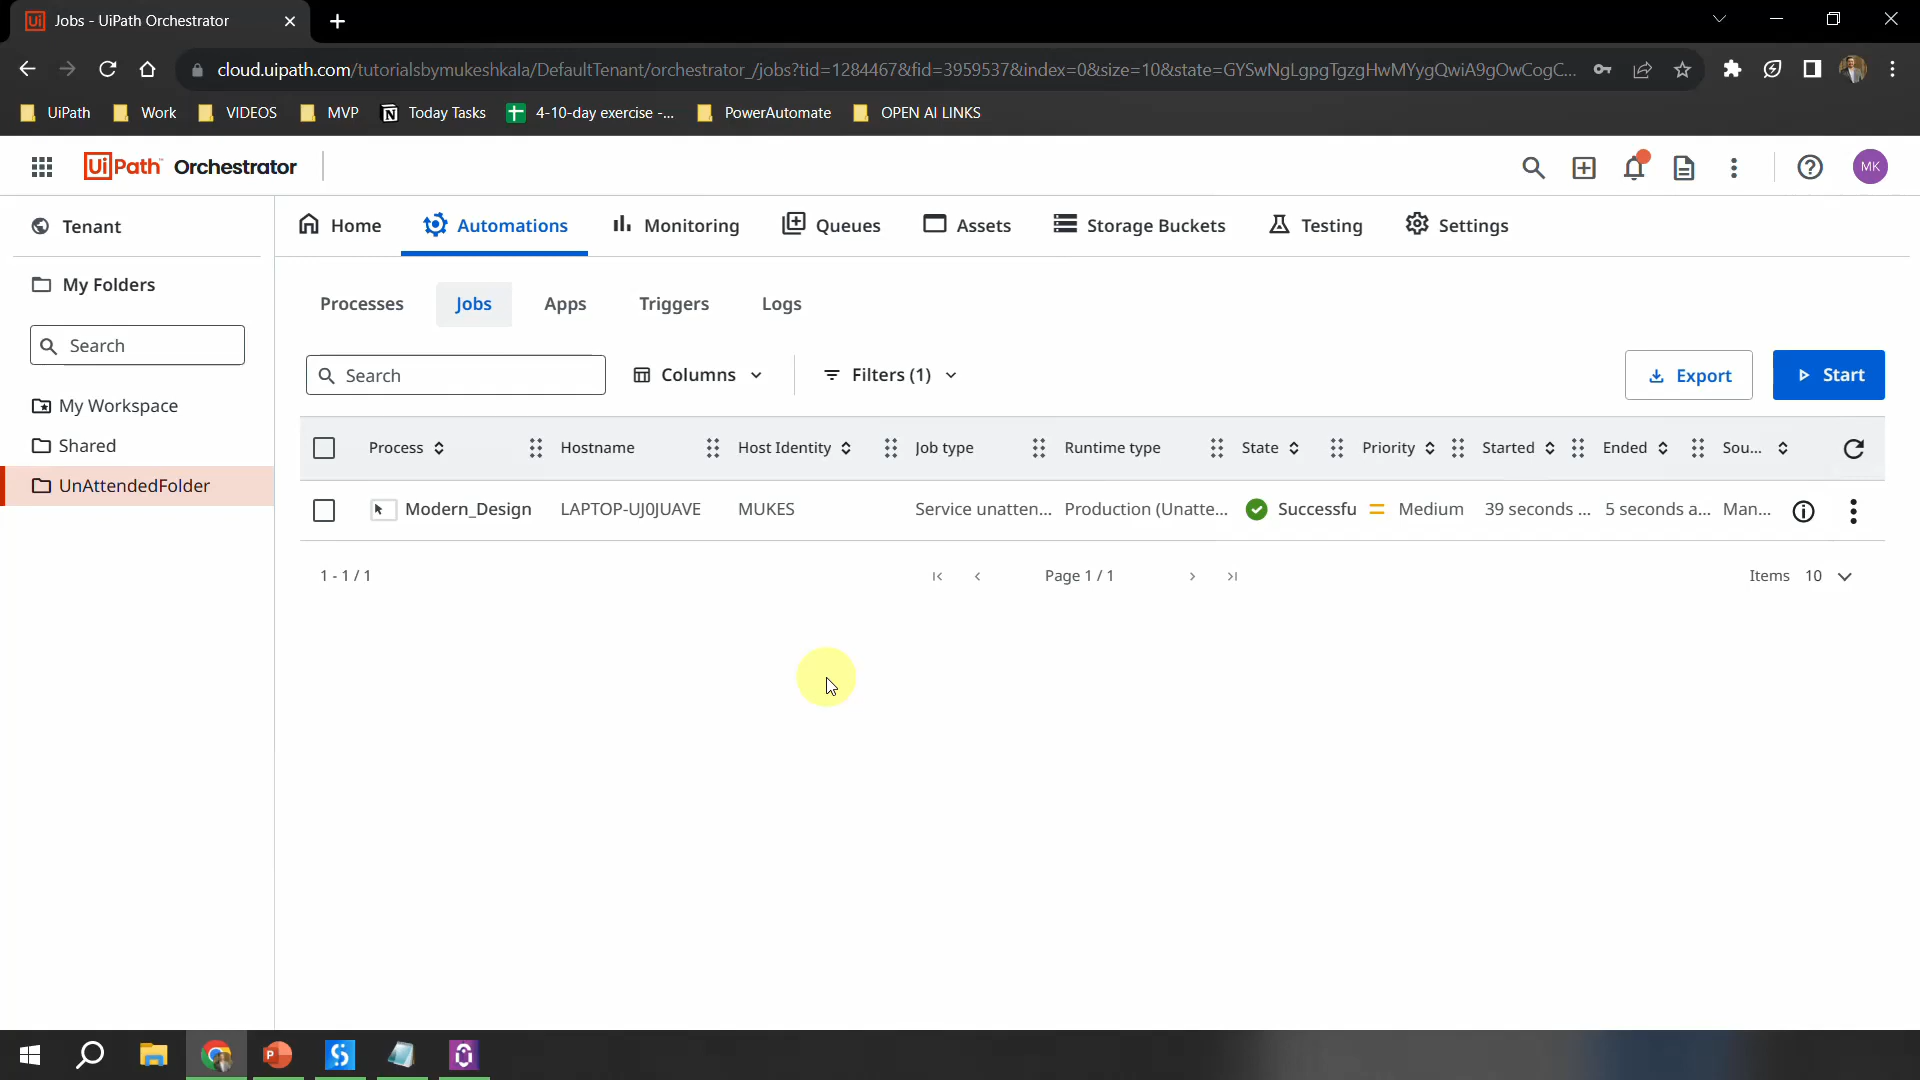 Jobs - UiPath Orchestrator
cloud.uipath.com/tutorialsbymukeshkala/DefaultTenant/orchestrator_/jobs?tid=1284467&fid=3959537&index=0&size=10&state=GYSwNgLgpgTgzgHwMYygQwiA9gOwCogC...
UiPath Work VIDEOS MVP Today Tasks 4-10-day exercise -... PowerAutomate OPEN AI LINKS
UiPath Orchestrator MK
Tenant
Home Automations Monitoring Queues Assets Storage Buckets Testing Settings
My Folders
Processes Jobs Apps Triggers Logs
Search
Search Columns Filters (1) Export Start
My Workspace
Shared
UnAttendedFolder
Process Hostname Host Identity Job type Runtime type State Priority Started Ended Sou...
Modern_Design LAPTOP-UJ0JUAVE MUKES Service unatten... Production (Unatte... Successfu Medium 39 seconds ... 5 seconds a... Man...
1 - 1 / 1 Page 1 / 1 Items 10